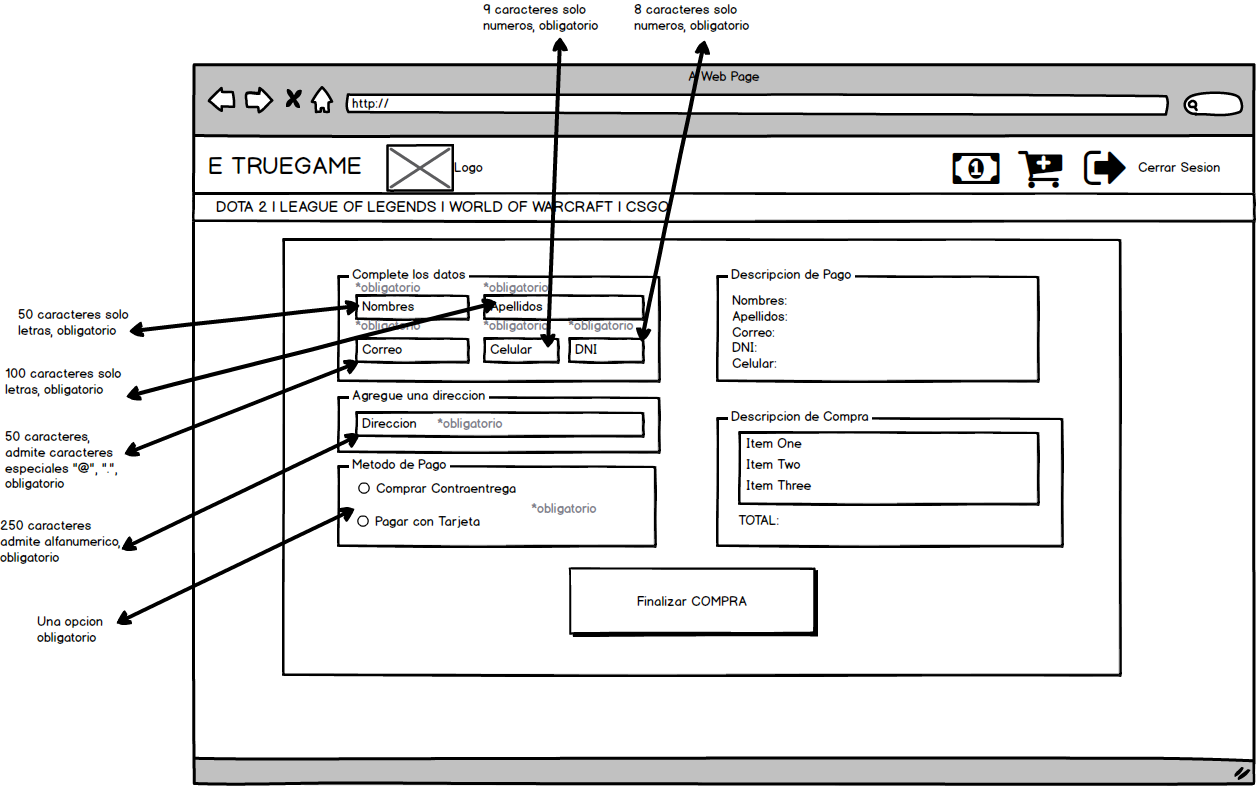 9 caracteres solo
numeros, obligatorio
8 caracteres solo
numeros, obligatorio
A Web Page
http://
E TRUEGAME
Logo
Cerrar Sesion
DOTA 2 I LEAGUE OF LEGENDS I WORLD OF WARCRAFT I CSGO
Complete los datos
*obligatorio
*obligatorio
Nombres
Apellidos
*obligatorio
*obligatorio
*obligatorio
Correo
Celular
DNI
Agregue una direccion
Direccion
*obligatorio
Metodo de Pago
Comprar Contraentrega
*obligatorio
Pagar con Tarjeta
Descripcion de Pago
Nombres:
Apellidos:
Correo:
DNI:
Celular:
Descripcion de Compra
Item One
Item Two
Item Three
TOTAL:
Finalizar COMPRA
50 caracteres solo
letras, obligatorio
100 caracteres solo
letras, obligatorio
50 caracteres,
admite caracteres
especiales "@", ".",
obligatorio
250 caracteres
admite alfanumerico,
obligatorio
Una opcion
obligatorio